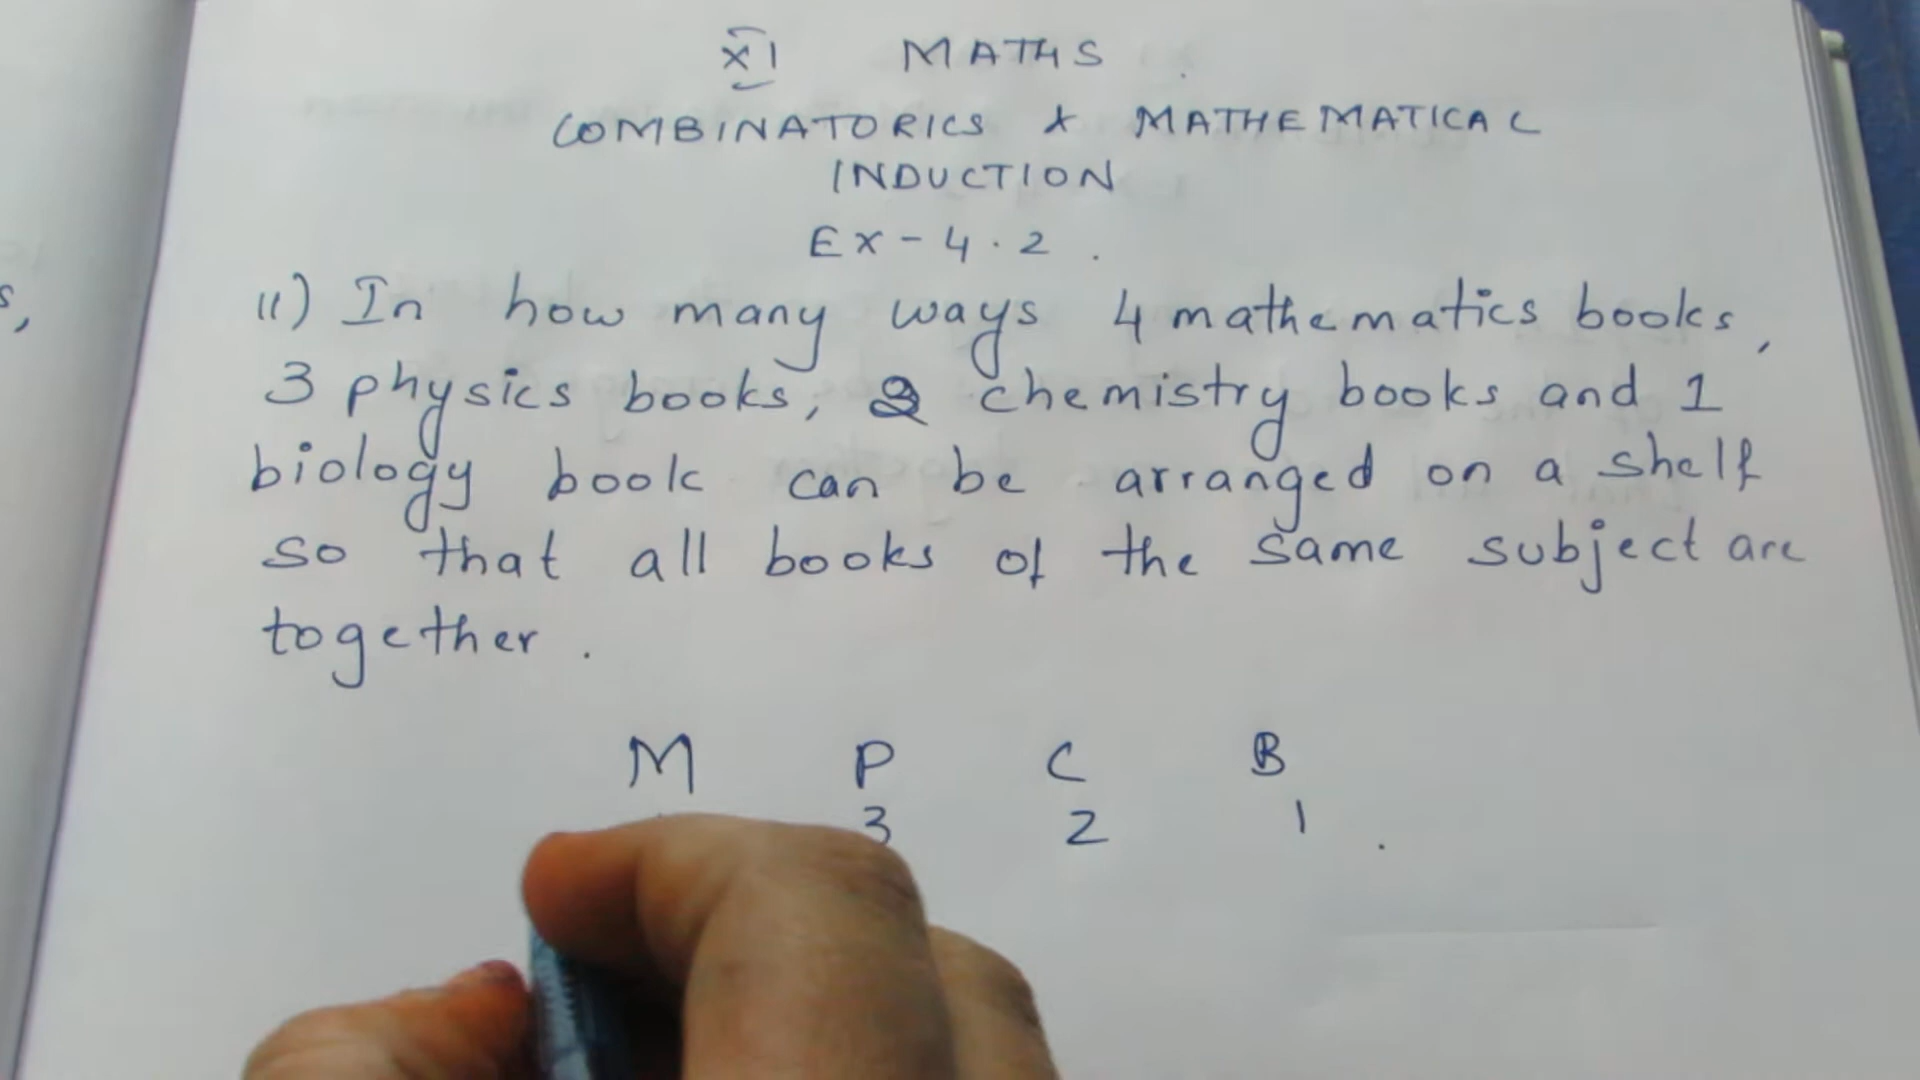 XI MATHS
COMBINATORICS & MATHEMATICAL
INDUCTION
Ex - 4.2.
11) In how many ways 4 mathematics books,
3 physics books, 2 chemistry books and 1
biology book can be arranged on a shelf
so that all books of the same subject are
together.
M P C B
3 2 1.
s,